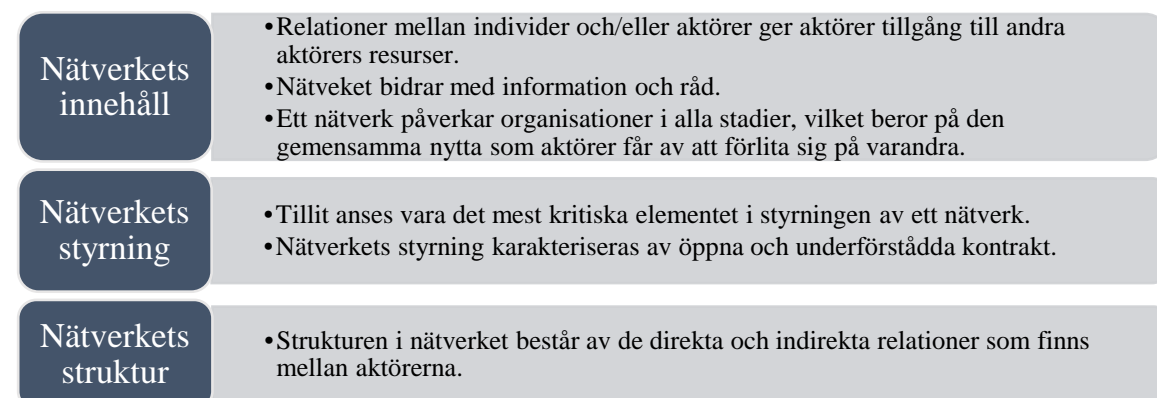 Nätverkets
innehåll
•Relationer mellan individer och/eller aktörer ger aktörer tillgång till andra
aktörers resurser.
•Nätveket bidrar med information och råd.
•Ett nätverk påverkar organisationer i alla stadier, vilket beror på den
gemensamma nytta som aktörer får av att förlita sig på varandra.
Nätverkets
styrning
•Tillit anses vara det mest kritiska elementet i styrningen av ett nätverk.
•Nätverkets styrning karakteriseras av öppna och underförstådda kontrakt.
Nätverkets
struktur
•Strukturen i nätverket består av de direkta och indirekta relationer som finns
mellan aktörerna.